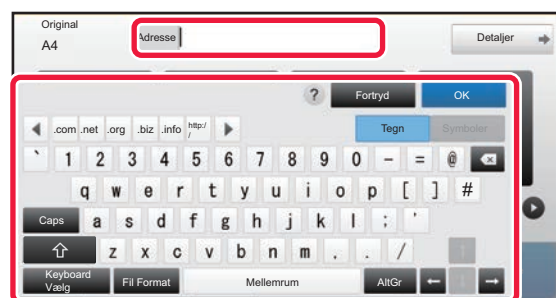 Original
A4
Adresse
Detaljer
? Fortryd OK
.com .net .org .biz .info http:/
/
Tegn Symboler
` 1 2 3 4 5 6 7 8 9 0 - = @
q w e r t y u i o p [ ] #
Caps a s d f g h j k l ; '
z x c v b n m . . /
Keyboard
Vælg
Fil Format Mellemrum AltGr